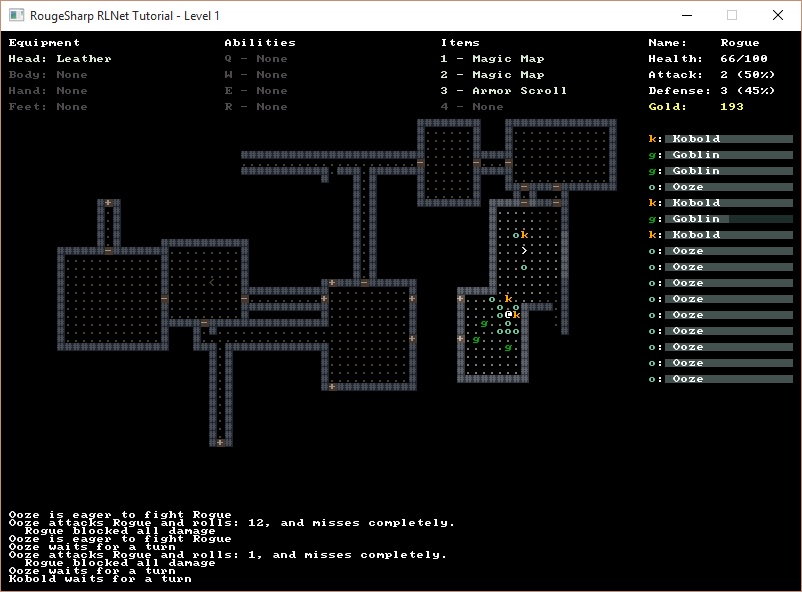 RougeSharp RLNet Tutorial - Level 1
Equipment Abilities Items Name: Rogue
Head: Leather Q - None 1 - Magic Map Health: 66/100
Body: None W - None 2 - Magic Map Attack: 2 (50%)
Hand: None E - None 3 - Armor Scroll Defense: 3 (45%)
Feet: None R - None 4 - None Gold: 193
k: Kobold
g: Goblin
g: Goblin
o: Ooze
k: Kobold
g: Goblin
k: Kobold
o: Ooze
o: Ooze
o: Ooze
o: Ooze
o: Ooze
o: Ooze
o: Ooze
o: Ooze
o: Ooze
Ooze is eager to fight Rogue
Ooze attacks Rogue and rolls: 12, and misses completely.
Rogue blocked all damage
Ooze is eager to fight Rogue
Ooze waits for a turn
Ooze attacks Rogue and rolls: 1, and misses completely.
Rogue blocked all damage
Ooze waits for a turn
Kobold waits for a turn